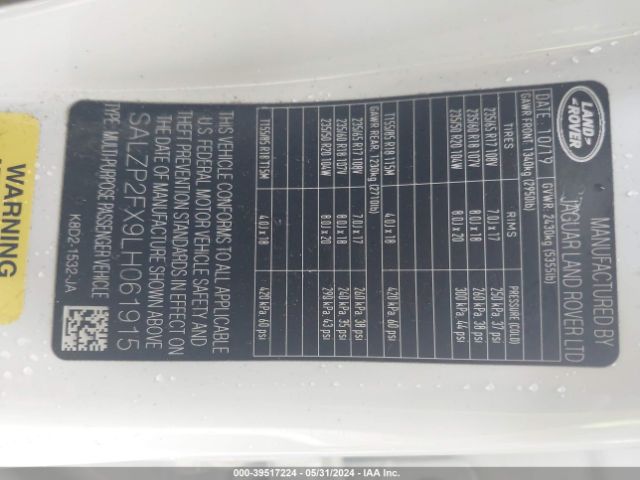 LAND ROVER
MANUFACTURED BY
JAGUAR LAND ROVER LTD
DATE: 10/19 GVWR 2430kg (5355lb)
GAWR FRONT. 1340kg (2950lb)
TIRES RIMS PRESSURE (COLD)
235/65 R17 108V 7.0J x 17 250 kPa 37 psi
235/60 R18 107V 8.0J x 18 260 kPa 38 psi
235/50 R20 104W 8.0J x 20 300 kPa 44 psi
T155/85 R18 115M 4.0J x 18 420 kPa 60 psi
GAWR REAR. 1230kg (2710lb)
235/65 R17 108V 7.0J x 17 260 kPa 38 psi
235/60 R18 107V 8.0J x 18 240 kPa 35 psi
235/50 R20 104W 8.0J x 20 290 kPa 43 psi
T155/85 R18 115M 4.0J x 18 420 kPa 60 psi
THIS VEHICLE CONFORMS TO ALL APPLICABLE
U.S. FEDERAL MOTOR VEHICLE SAFETY AND
THEFT PREVENTION STANDARDS IN EFFECT ON
THE DATE OF MANUFACTURE SHOWN ABOVE
SALZP2FX9LH061915
TYPE: MULTI-PURPOSE PASSENGER VEHICLE
K8D2-1532-JA
WARNING
000-39517224 - 05/31/2024 - IAA Inc.